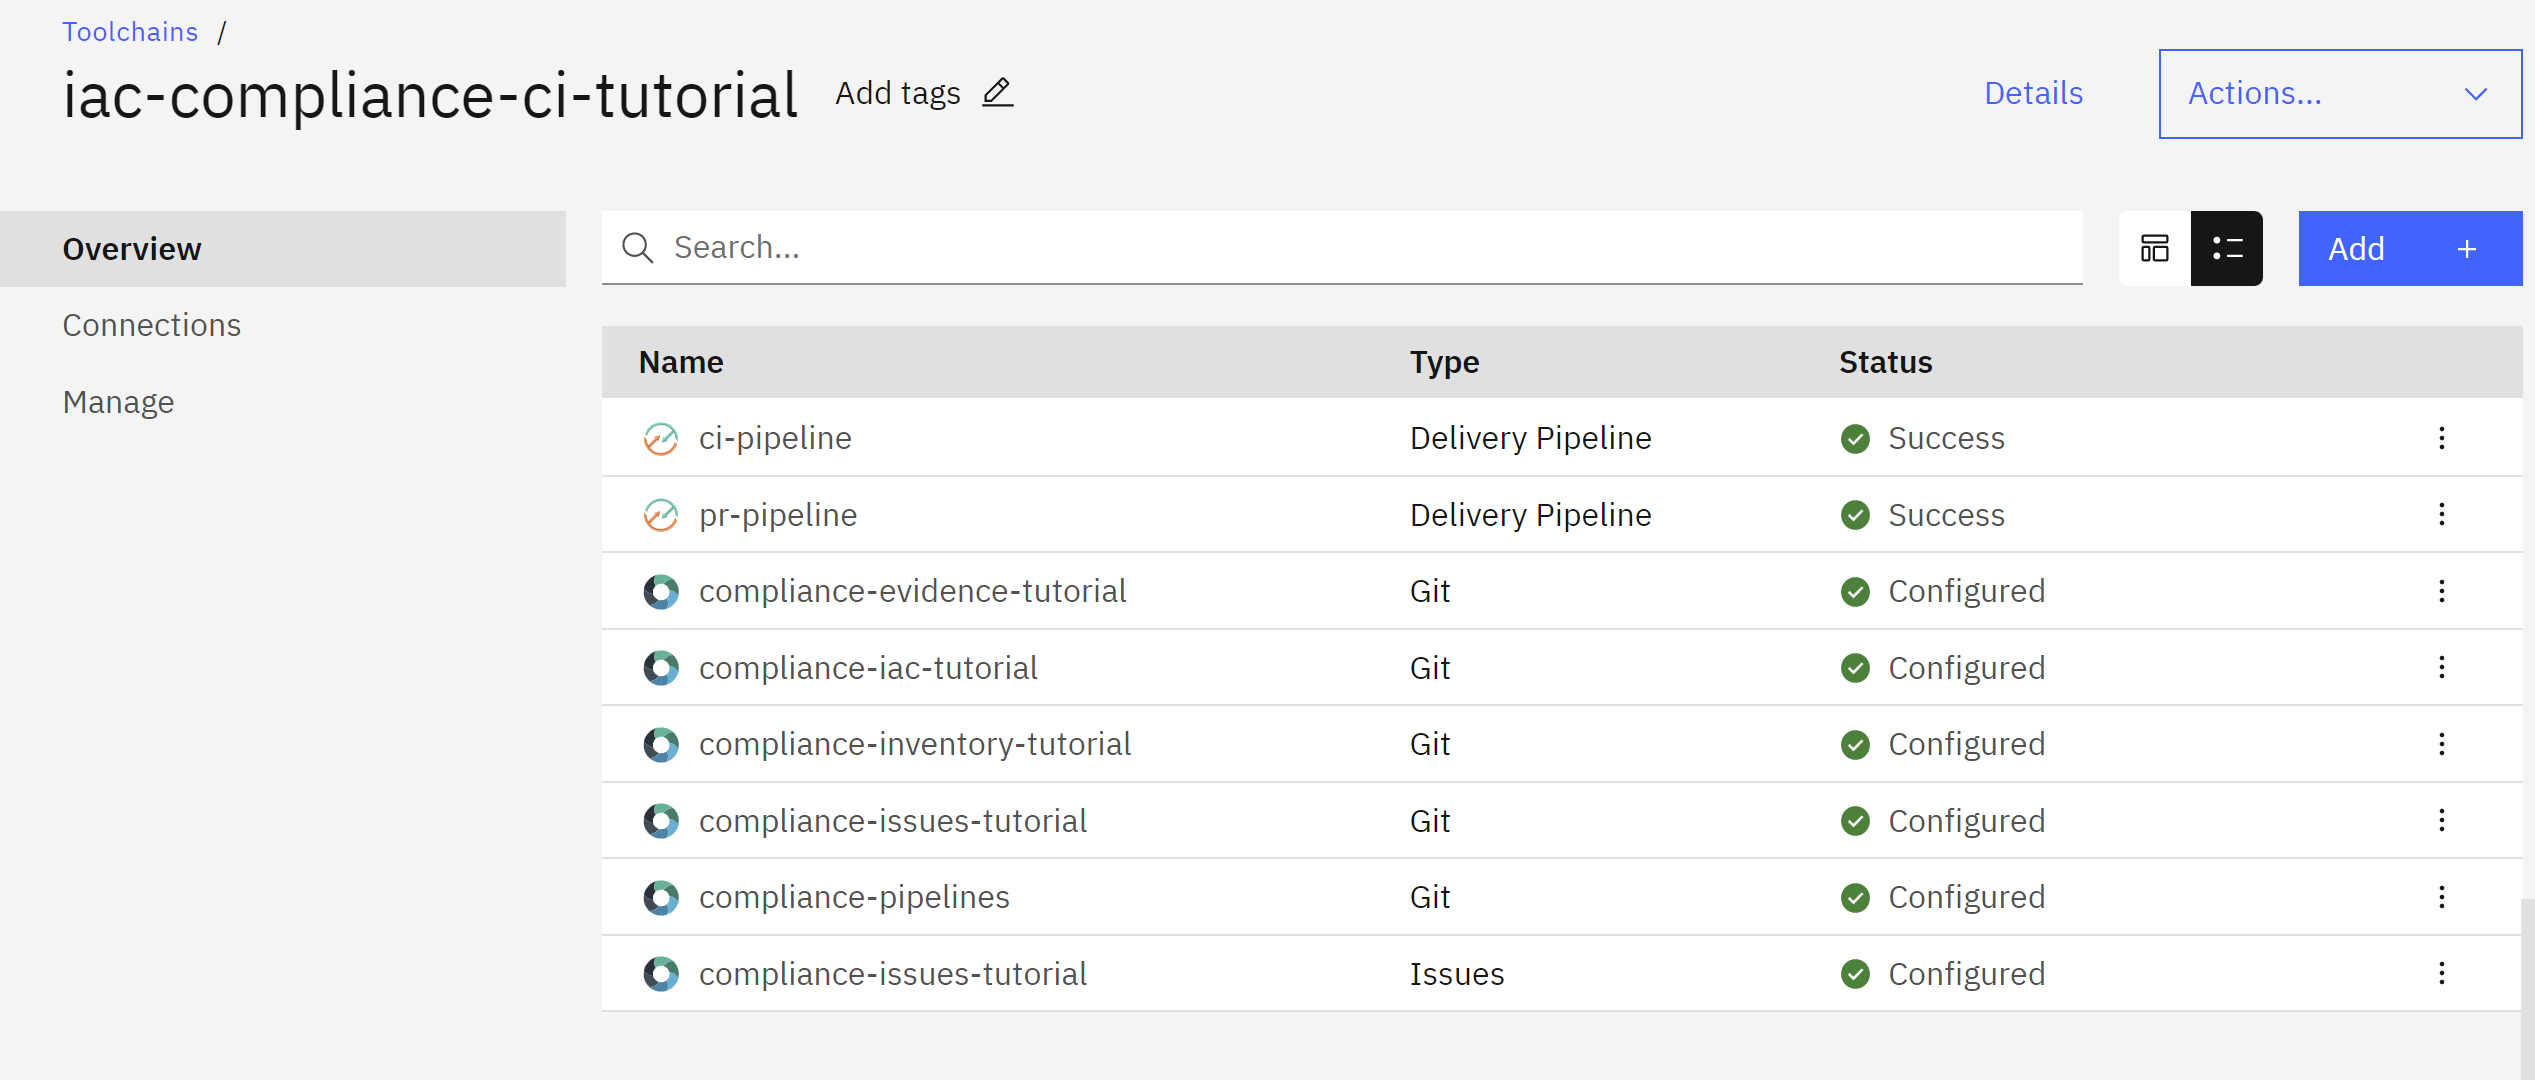 Toolchains /
iac-compliance-ci-tutorial Add tags Details Actions...
Overview
Connections
Manage
Search...
Add +
Name Type Status
ci-pipeline Delivery Pipeline Success
pr-pipeline Delivery Pipeline Success
compliance-evidence-tutorial Git Configured
compliance-iac-tutorial Git Configured
compliance-inventory-tutorial Git Configured
compliance-issues-tutorial Git Configured
compliance-pipelines Git Configured
compliance-issues-tutorial Issues Configured